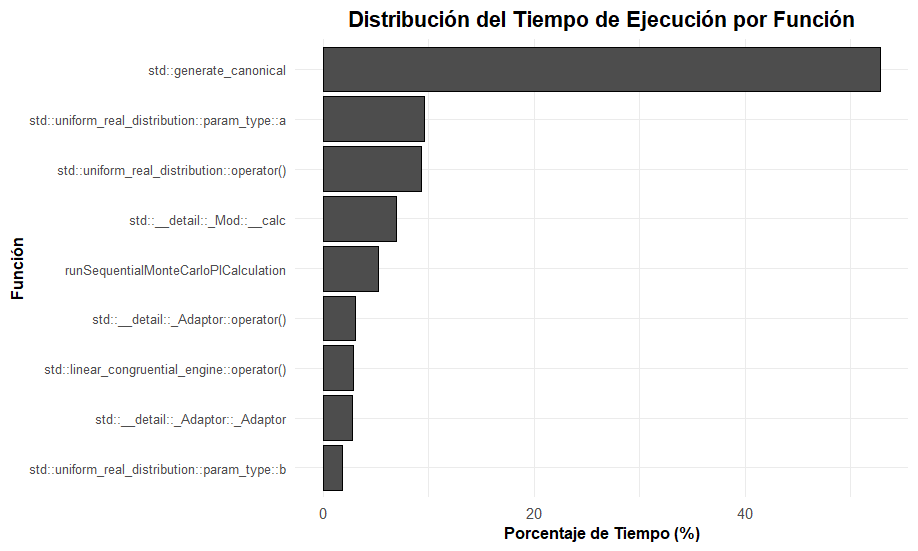 Distribución del Tiempo de Ejecución por Función
Función
std::generate_canonical
std::uniform_real_distribution::param_type::a
std::uniform_real_distribution::operator()
std::__detail::_Mod::__calc
runSequentialMonteCarloPICalculation
std::__detail::_Adaptor::operator()
std::linear_congruential_engine::operator()
std::__detail::_Adaptor::_Adaptor
std::uniform_real_distribution::param_type::b
0 20 40
Porcentaje de Tiempo (%)